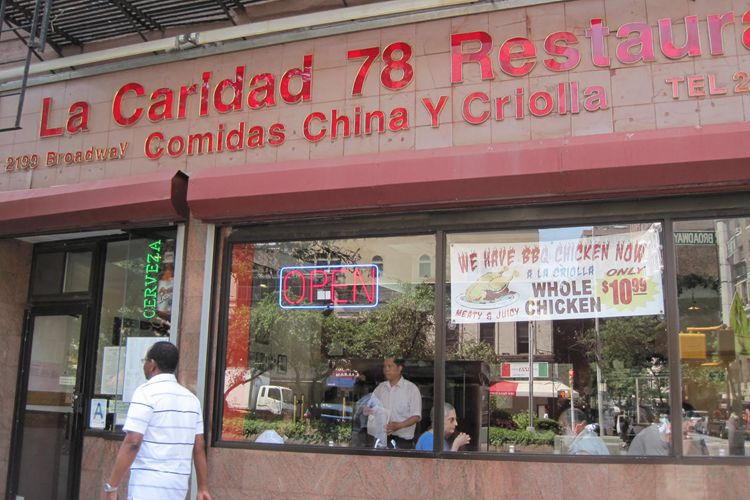 La Caridad 78 Restaura
2199 Broadway Comidas China Y Criolla TEL 2
CERVEZA
OPEN
WE HAVE BBQ CHICKEN NOW
A LA CRIOLLA
WHOLE
CHICKEN
ONLY
$10.99
MEATY & JUICY
BROADWAY
A